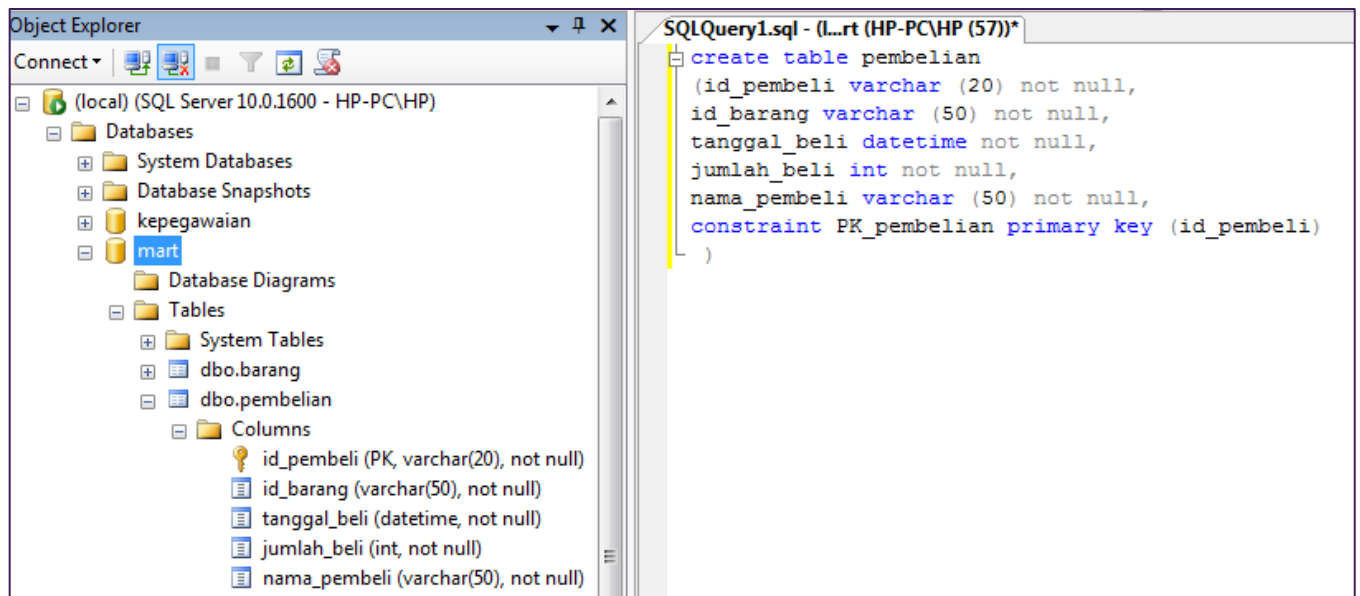 Object Explorer
Connect
(local) (SQL Server 10.0.1600 - HP-PC\HP)
Databases
System Databases
Database Snapshots
kepegawaian
mart
Database Diagrams
Tables
System Tables
dbo.barang
dbo.pembelian
Columns
id_pembeli (PK, varchar(20), not null)
id_barang (varchar(50), not null)
tanggal_beli (datetime, not null)
jumlah_beli (int, not null)
nama_pembeli (varchar(50), not null)
SQLQuery1.sql - (l...rt (HP-PC\HP (57))*
create table pembelian
(id_pembeli varchar (20) not null,
id_barang varchar (50) not null,
tanggal_beli datetime not null,
jumlah_beli int not null,
nama_pembeli varchar (50) not null,
constraint PK_pembelian primary key (id_pembeli)
)